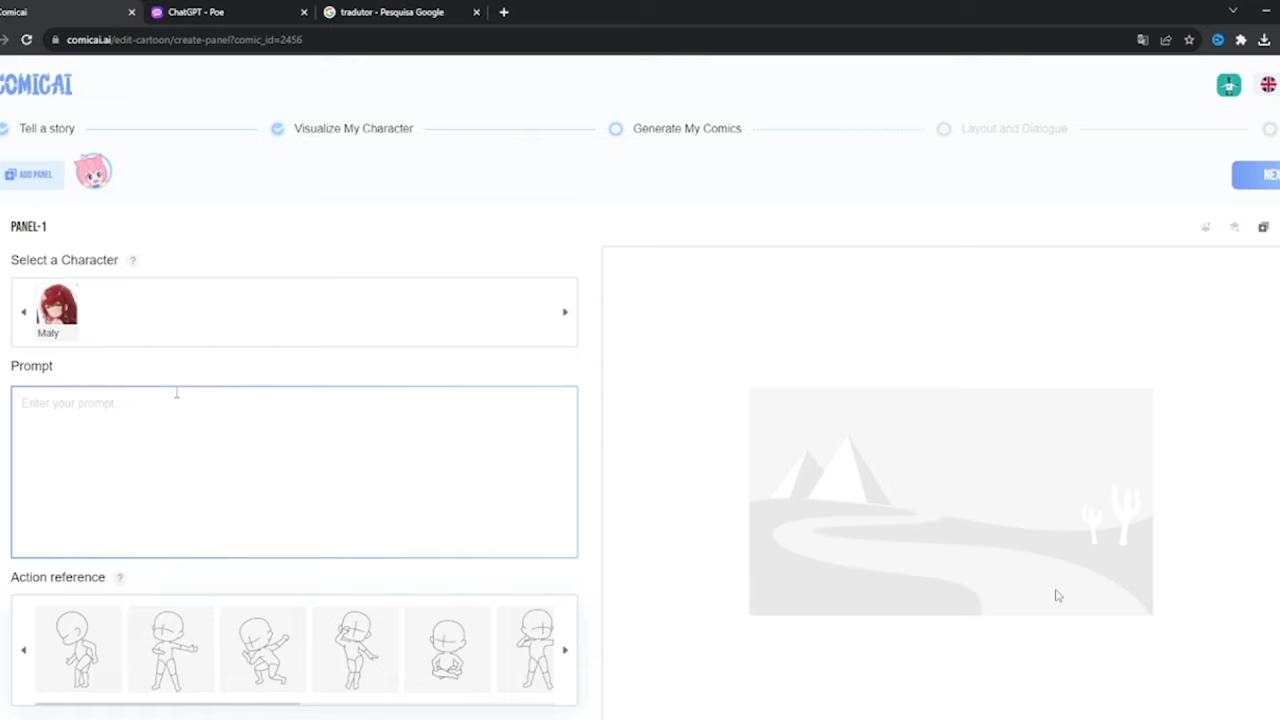 Comicai
ChatGPT - Poe
tradutor - Pesquisa Google
comicai.ai/edit-cartoon/create-panel?comic_id=2456
COMICAI
Tell a story
Visualize My Character
Generate My Comics
Layout and Dialogue
ADD PANEL
NEX
PANEL-1
Select a Character ?
Maly
Prompt
Enter your prompt
Action reference ?